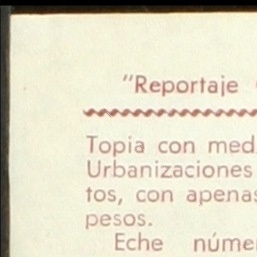 "Reportaje
Topia con med
Urbanizaciones
tos, con apenas
pesos.
Eche núme